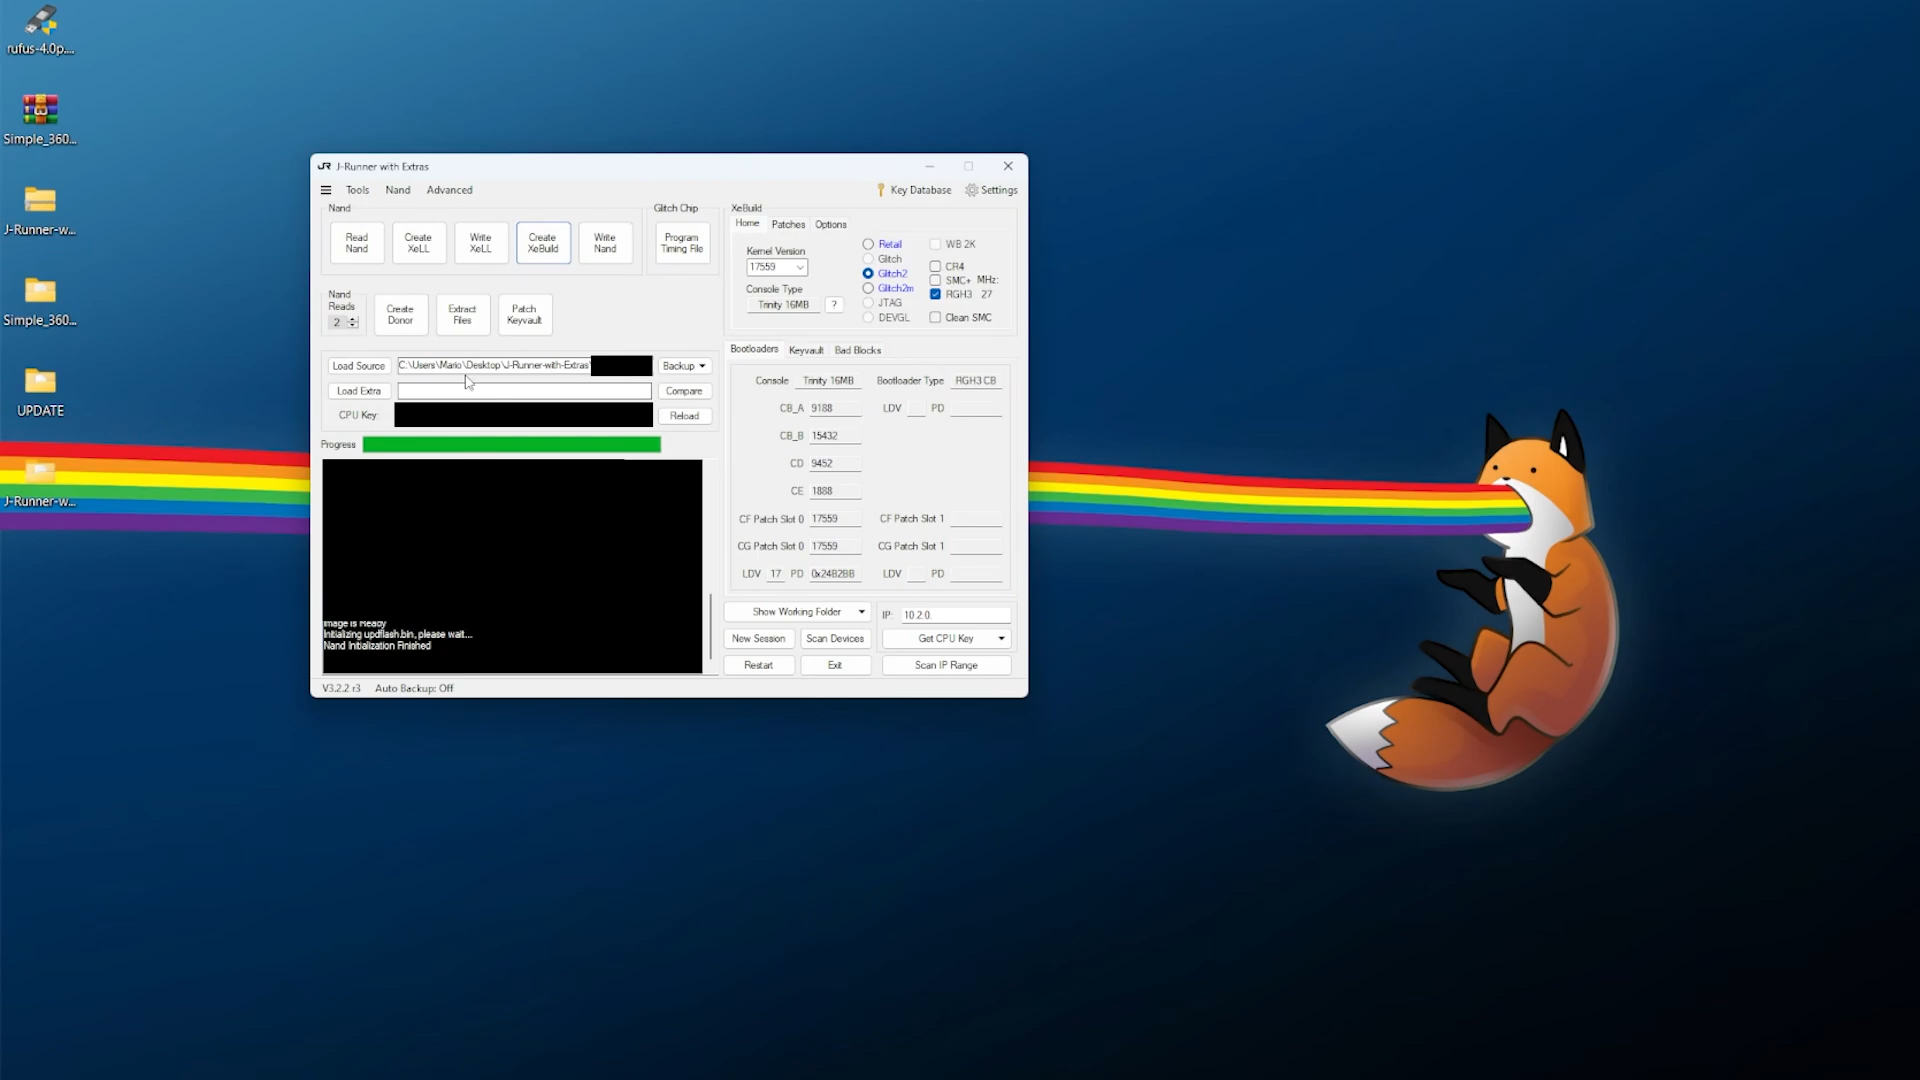 rufus-4.0p....
Simple_360...
J-Runner-w...
Simple_360...
UPDATE
J-Runner-w...
JR J-Runner with Extras
Tools Nand Advanced
Key Database Settings
Nand
Read Nand
Create XeLL
Write XeLL
Create XeBuild
Write Nand
Glitch Chip
Program Timing File
Nand Reads
2
Create Donor
Extract Files
Patch Keyvault
Load Source C:\Users\Mario\Desktop\J-Runner-with-Extras\ Backup
Load Extra Compare
CPU Key: Reload
Progress
Image is Ready
Initializing updflash.bin, please wait...
Nand Initialization Finished
V3.2.2 r3 Auto Backup: Off
XeBuild
Home Patches Options
Kernel Version
17559
Console Type
Trinity 16MB ?
Retail
Glitch
Glitch2
Glitch2m
JTAG
DEVGL
WB 2K
CR4
SMC+ MHz:
RGH3 27
Clean SMC
Bootloaders Keyvault Bad Blocks
Console Trinity 16MB Bootloader Type RGH3 CB
CB_A 9188 LDV PD
CB_B 15432
CD 9452
CE 1888
CF Patch Slot 0 17559 CF Patch Slot 1
CG Patch Slot 0 17559 CG Patch Slot 1
LDV 17 PD 0x24B2BB LDV PD
Show Working Folder IP: 10.2.0.
New Session Scan Devices Get CPU Key
Restart Exit Scan IP Range